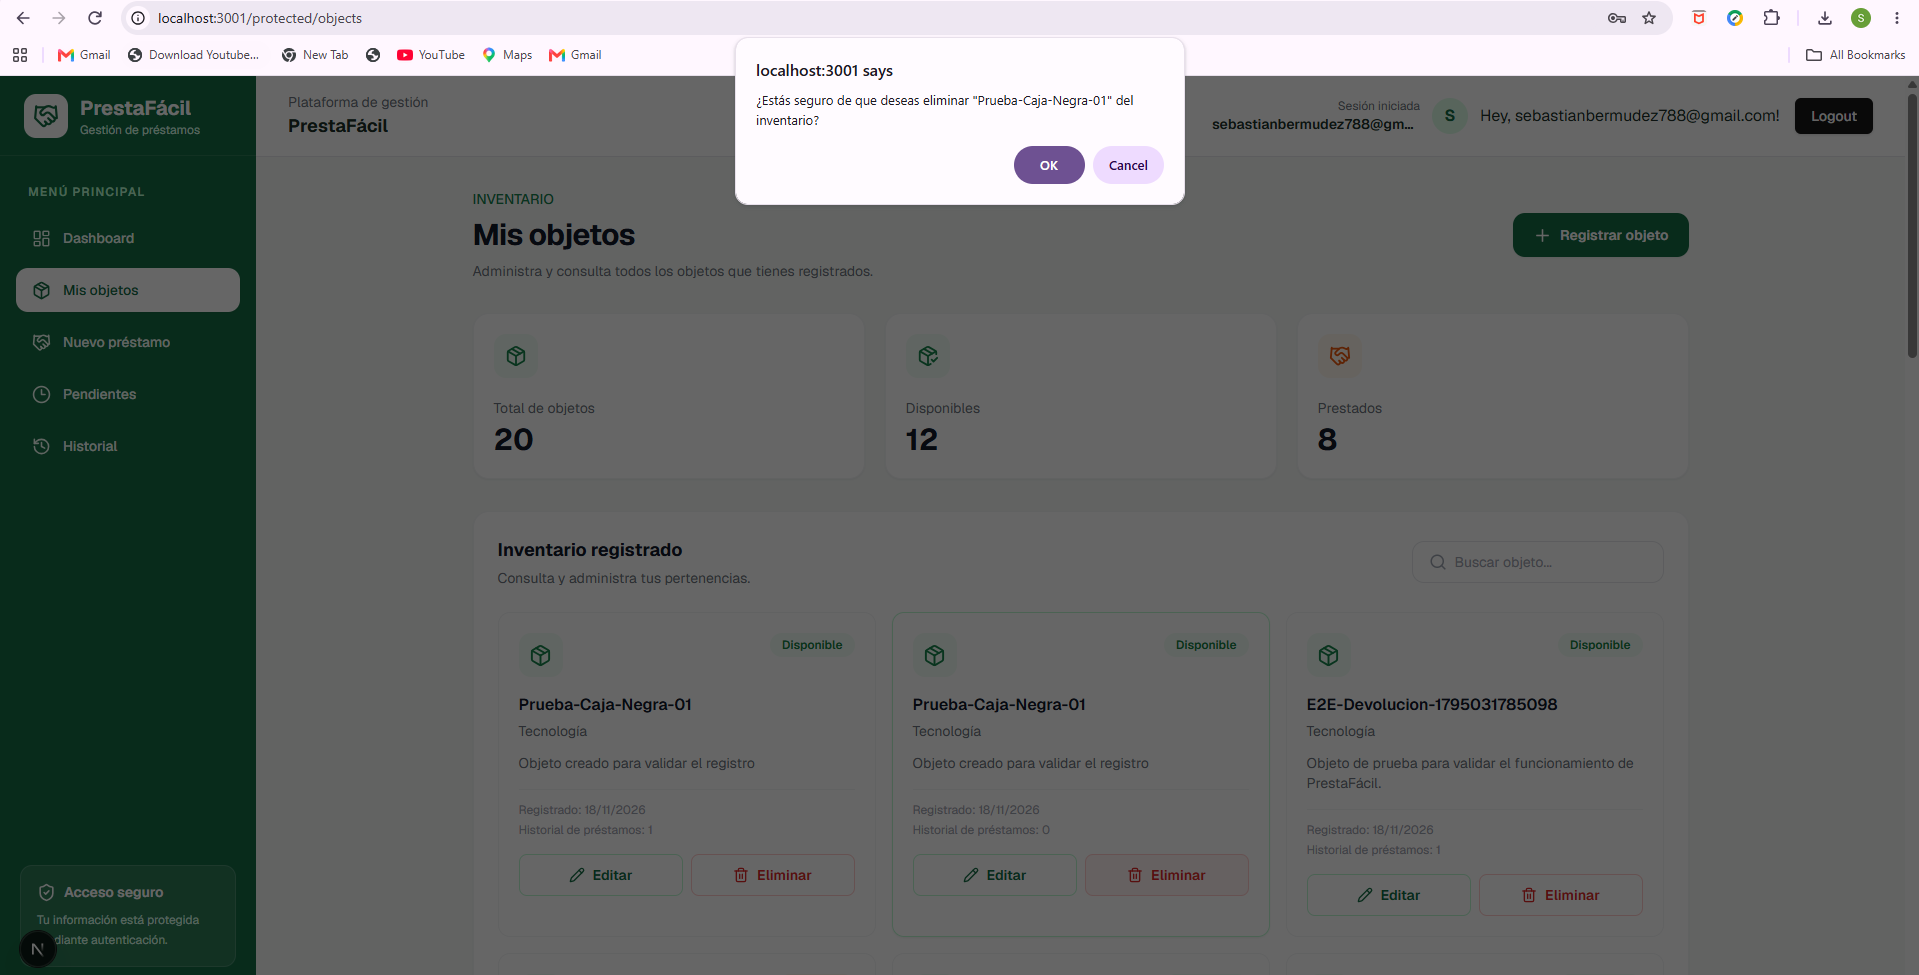 localhost:3001/protected/objects
Gmail
Download Youtube...
New Tab
YouTube
Maps
Gmail
All Bookmarks
S
localhost:3001 says
¿Estás seguro de que deseas eliminar "Prueba-Caja-Negra-01" del
inventario?
OK
Cancel
PrestaFácil
Gestión de préstamos
MENÚ PRINCIPAL
Dashboard
Mis objetos
Nuevo préstamo
Pendientes
Historial
Acceso seguro
Tu información está protegida
diante autenticación.
N
Plataforma de gestión
PrestaFácil
Sesión iniciada
sebastianbermudez788@gm...
S
Hey, sebastianbermudez788@gmail.com!
Logout
INVENTARIO
Mis objetos
Administra y consulta todos los objetos que tienes registrados.
Registrar objeto
Total de objetos
20
Disponibles
12
Prestados
8
Inventario registrado
Consulta y administra tus pertenencias.
Buscar objeto...
Disponible
Prueba-Caja-Negra-01
Tecnología
Objeto creado para validar el registro
Registrado: 18/11/2026
Historial de préstamos: 1
Editar
Eliminar
Disponible
Prueba-Caja-Negra-01
Tecnología
Objeto creado para validar el registro
Registrado: 18/11/2026
Historial de préstamos: 0
Editar
Eliminar
Disponible
E2E-Devolucion-1795031785098
Tecnología
Objeto de prueba para validar el funcionamiento de
PrestaFácil.
Registrado: 18/11/2026
Historial de préstamos: 1
Editar
Eliminar